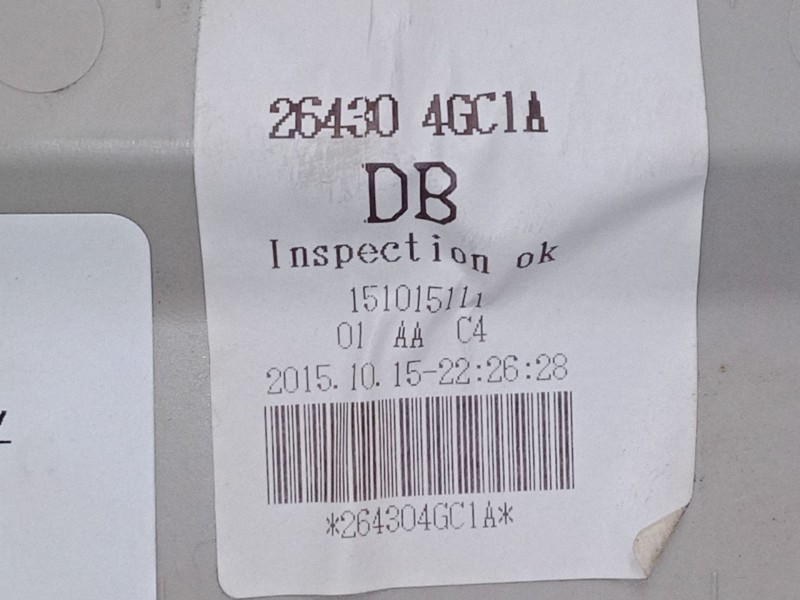 26430 4GC1A
DB
Inspection ok
151015111
01 AA C4
2015.10.15-22:26:28
*264304GC1A*